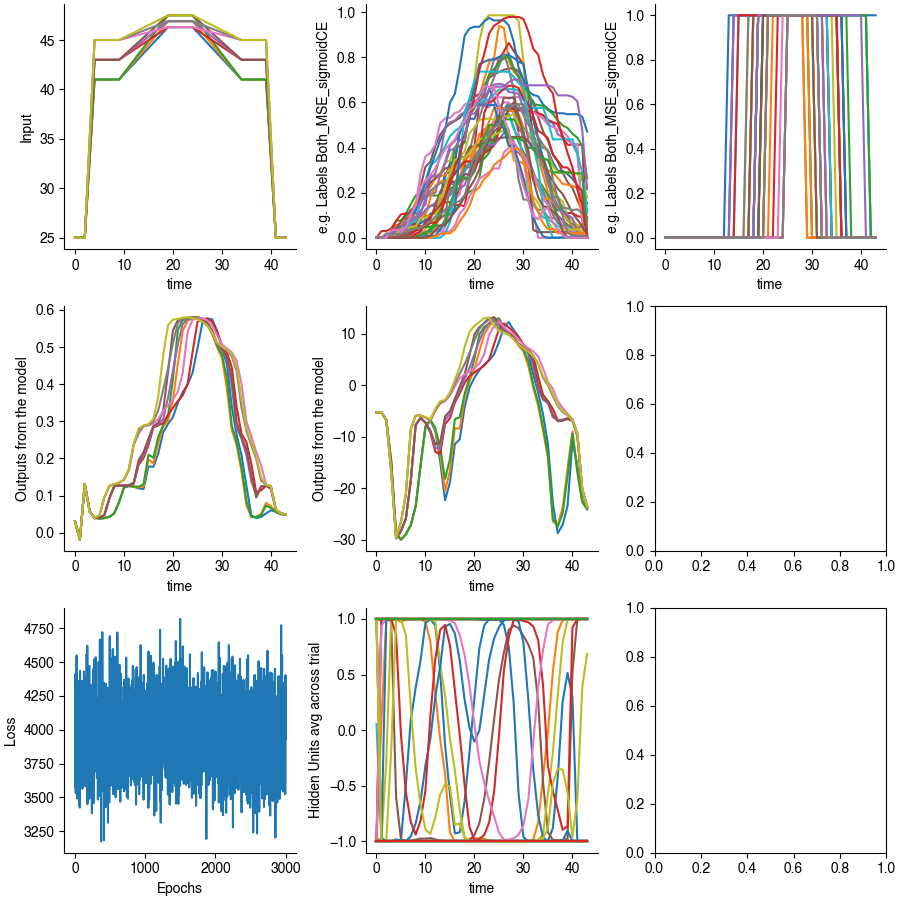 45
40
35
30
25
Input
0 10 20 30 40
time
1.0
0.8
0.6
0.4
0.2
0.0
e.g. Labels Both_MSE_sigmoidCE
0 10 20 30 40
time
1.0
0.8
0.6
0.4
0.2
0.0
e.g. Labels Both_MSE_sigmoidCE
0 10 20 30 40
time
0.6
0.5
0.4
0.3
0.2
0.1
0.0
Outputs from the model
0 10 20 30 40
time
10
0
−10
−20
−30
Outputs from the model
0 10 20 30 40
time
1.0
0.8
0.6
0.4
0.2
0.0
0.0 0.2 0.4 0.6 0.8 1.0
4750
4500
4250
4000
3750
3500
3250
Loss
0 1000 2000 3000
Epochs
1.0
0.5
0.0
−0.5
−1.0
Hidden Units avg across trial
0 10 20 30 40
time
1.0
0.8
0.6
0.4
0.2
0.0
0.0 0.2 0.4 0.6 0.8 1.0